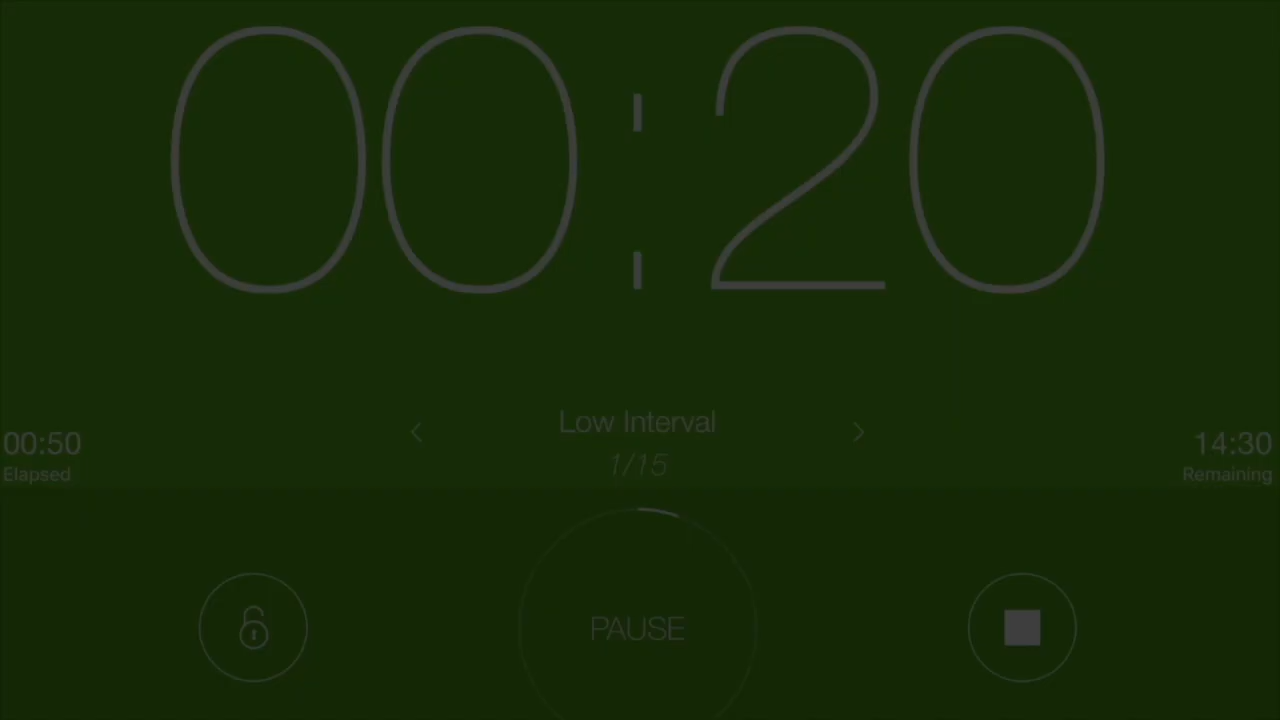 00:20
Low Interval
1/15
00:50
Elapsed
14:30
Remaining
PAUSE